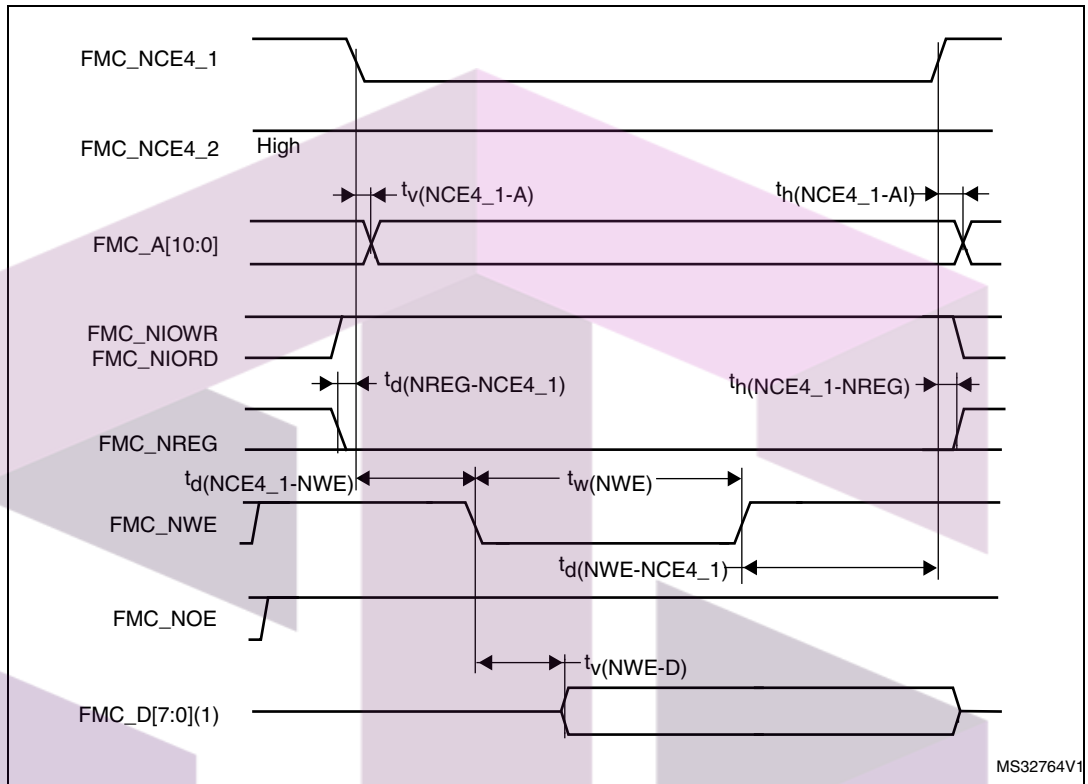 FMC_NCE4_1
FMC_NCE4_2 High
tv(NCE4_1-A) th(NCE4_1-AI)
FMC_A[10:0]
FMC_NIOWR
FMC_NIORD
td(NREG-NCE4_1) th(NCE4_1-NREG)
FMC_NREG
td(NCE4_1-NWE) tw(NWE)
FMC_NWE
td(NWE-NCE4_1)
FMC_NOE
tv(NWE-D)
FMC_D[7:0](1)
MS32764V1